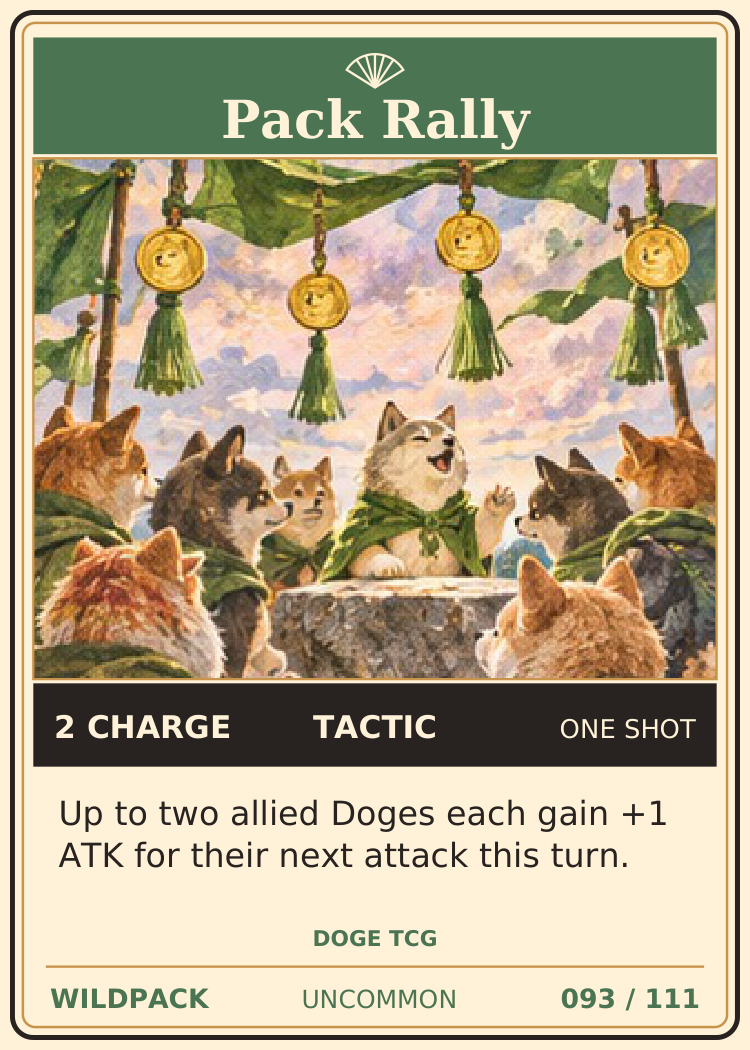 Pack Rally
2 CHARGE TACTIC ONE SHOT
Up to two allied Doges each gain +1
ATK for their next attack this turn.
DOGE TCG
WILDPACK UNCOMMON 093 / 111